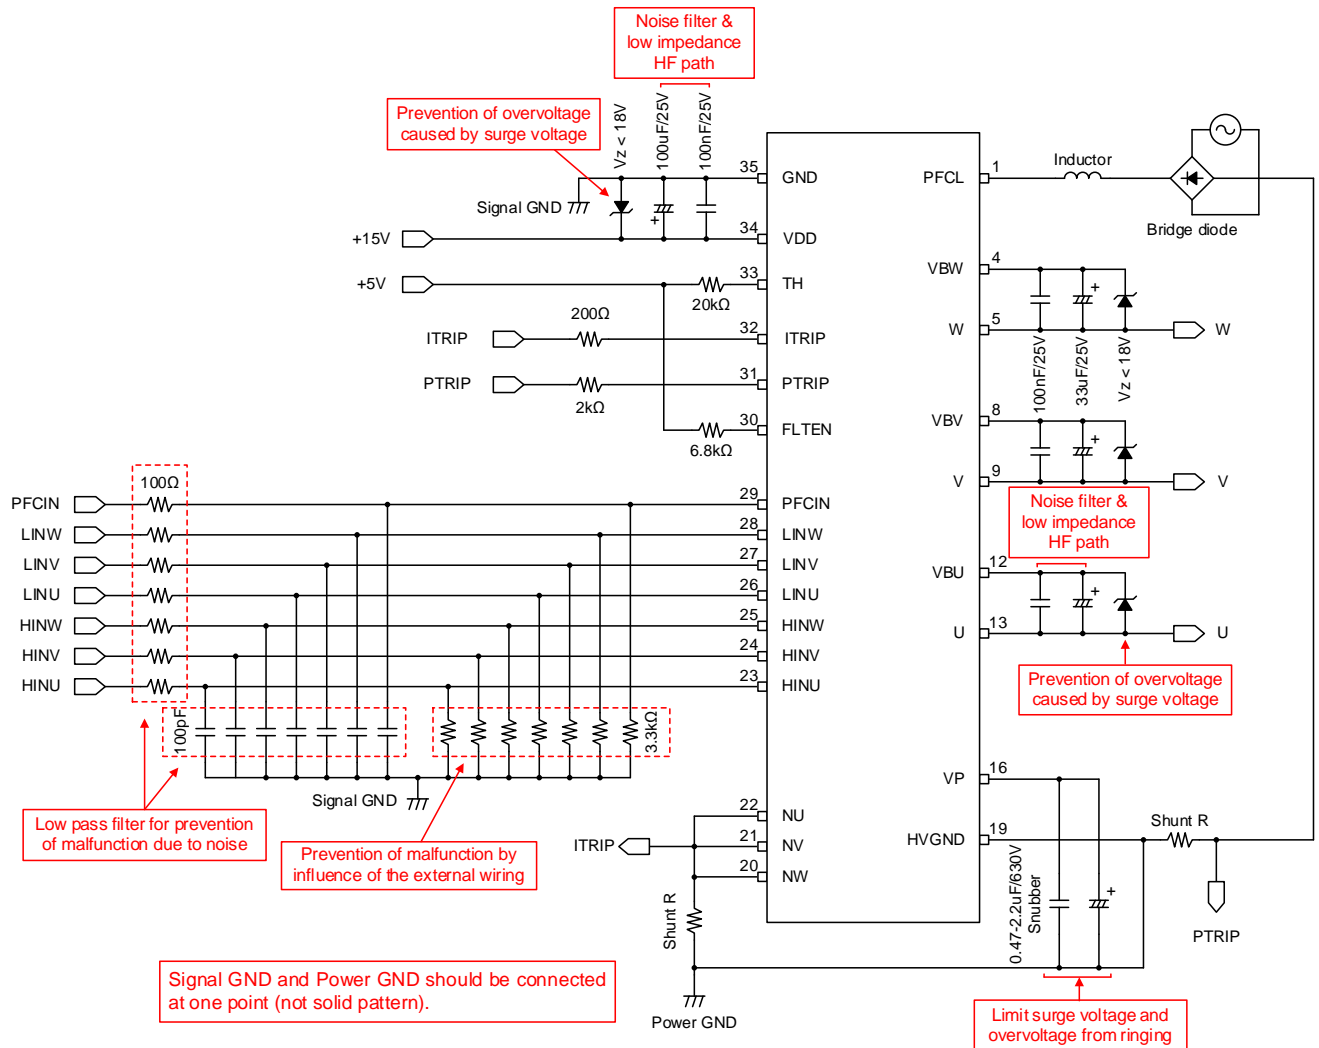 Noise filter &
low impedance
HF path
Prevention of overvoltage
caused by surge voltage
Vz < 18V
100uF/25V
100nF/25V
Signal GND
+15V
+5V
20kΩ
200Ω
ITRIP
PTRIP
2kΩ
6.8kΩ
100Ω
PFCIN
LINW
LINV
LINU
HINW
HINV
HINU
100pF
3.3kΩ
Signal GND
Low pass filter for prevention
of malfunction due to noise
Prevention of malfunction by
influence of the external wiring
ITRIP
Shunt R
Power GND
Signal GND and Power GND should be connected
at one point (not solid pattern).
35 GND
34 VDD
33 TH
32 ITRIP
31 PTRIP
30 FLTEN
29 PFCIN
28 LINW
27 LINV
26 LINU
25 HINW
24 HINV
23 HINU
22 NU
21 NV
20 NW
PFCL 1
VBW 4
W 5
VBV 8
V 9
VBU 12
U 13
VP 16
HVGND 19
Inductor
Bridge diode
+
W
100nF/25V
33uF/25V
Vz < 18V
+
V
Noise filter &
low impedance
HF path
+
U
Prevention of overvoltage
caused by surge voltage
Shunt R
PTRIP
0.47-2.2uF/630V
Snubber
+
Limit surge voltage and
overvoltage from ringing
+